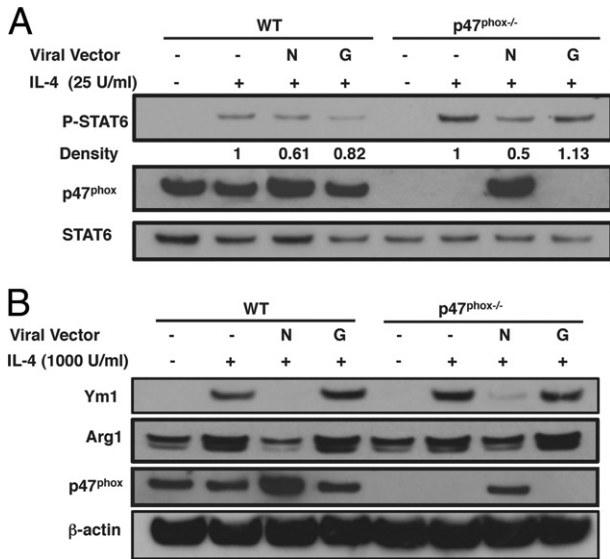 A
WT p47phox-/-
Viral Vector - - N G - - N G
IL-4 (25 U/ml) - + + + - + + +
P-STAT6
Density 1 0.61 0.82 1 0.5 1.13
p47phox
STAT6
B
WT p47phox-/-
Viral Vector - - N G - - N G
IL-4 (1000 U/ml) - + + + - + + +
Ym1
Arg1
p47phox
β-actin